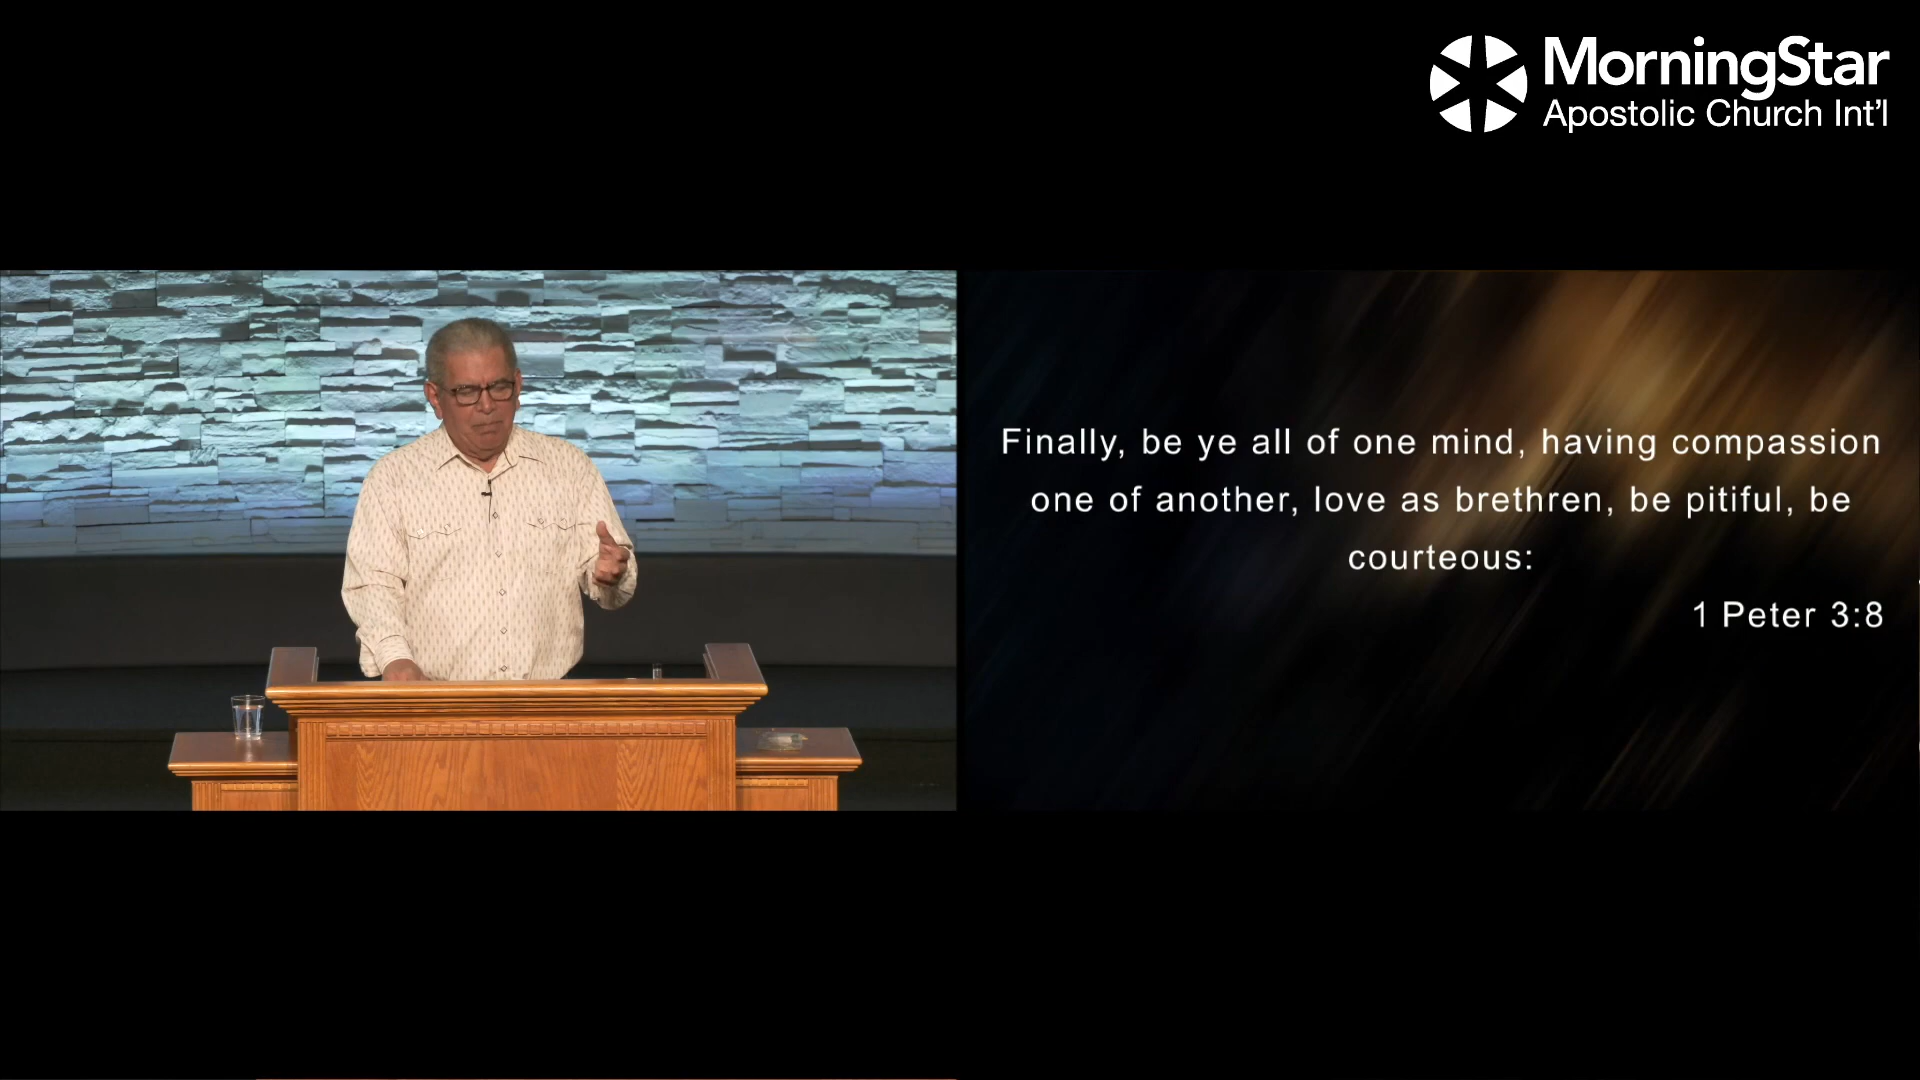 MorningStar
Apostolic Church Int'l
Finally, be ye all of one mind, having compassion
one of another, love as brethren, be pitiful, be
courteous:
1 Peter 3:8